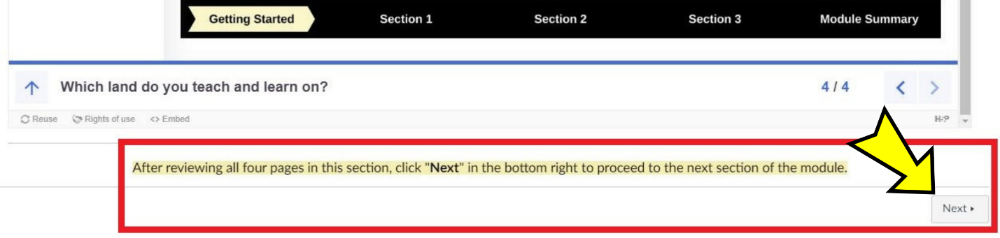 Getting Started Section 1 Section 2 Section 3 Module Summary
Which land do you teach and learn on? 4 / 4
Reuse Rights of use <> Embed H5P
After reviewing all four pages in this section, click "Next" in the bottom right to proceed to the next section of the module.
Next